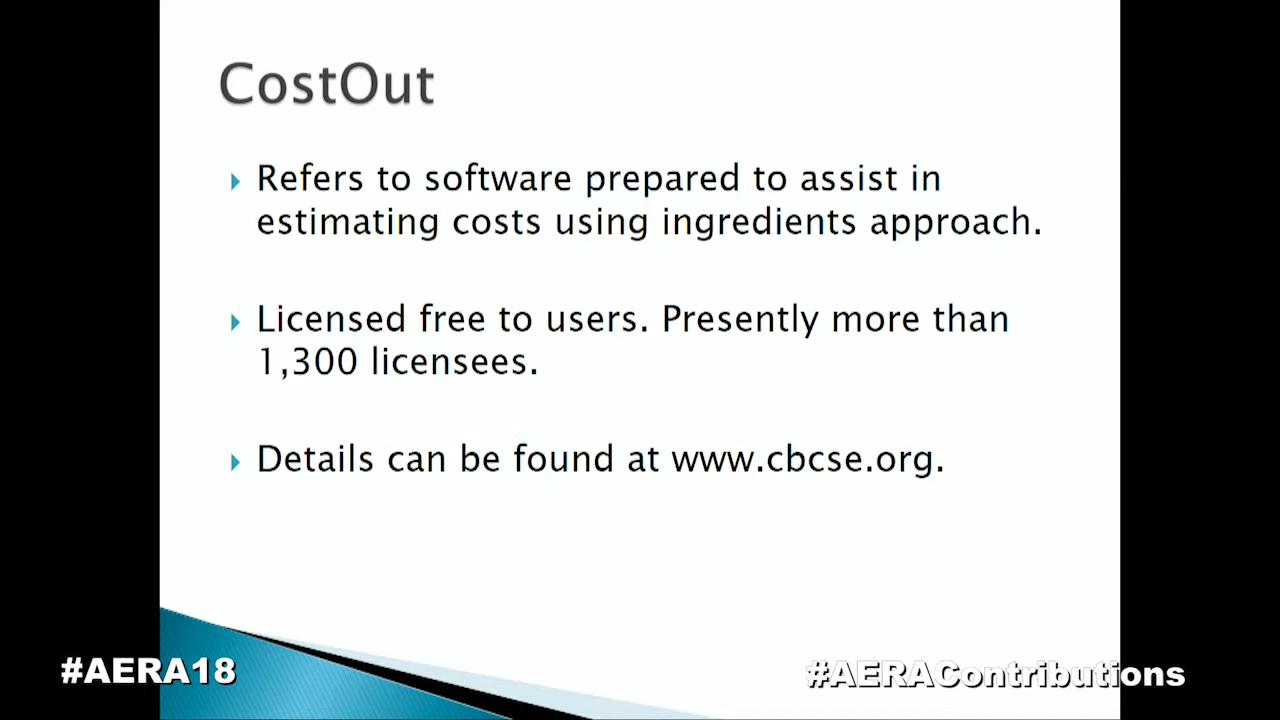 CostOut
Refers to software prepared to assist in
estimating costs using ingredients approach.
Licensed free to users. Presently more than
1,300 licensees.
Details can be found at www.cbcse.org.
#AERA18
#AERAContributions